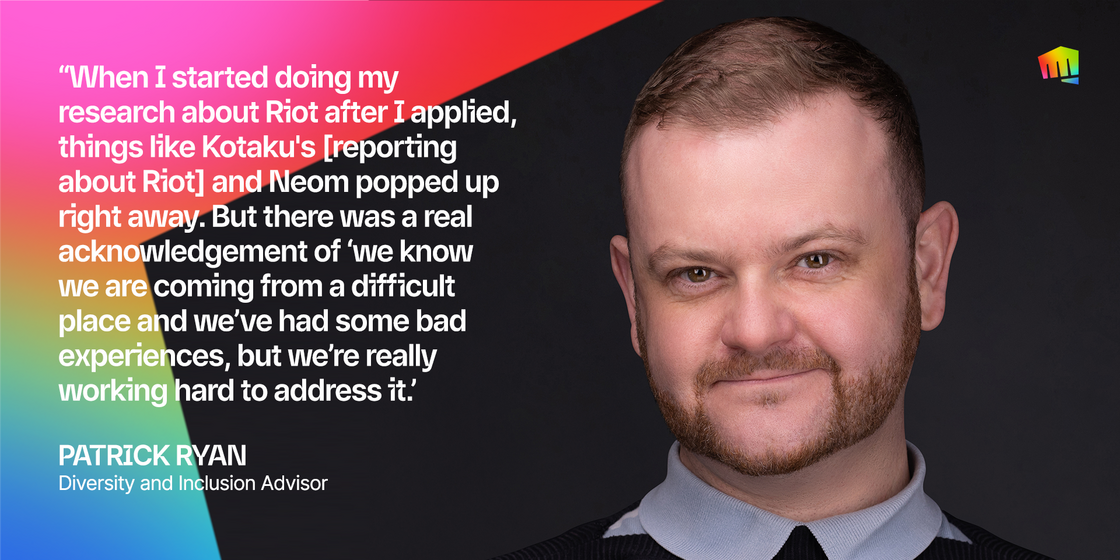 “When I started doing my
research about Riot after I applied,
things like Kotaku's [reporting
about Riot] and Neom popped up
right away. But there was a real
acknowledgement of ‘we know
we are coming from a difficult
place and we’ve had some bad
experiences, but we’re really
working hard to address it.’
PATRICK RYAN
Diversity and Inclusion Advisor